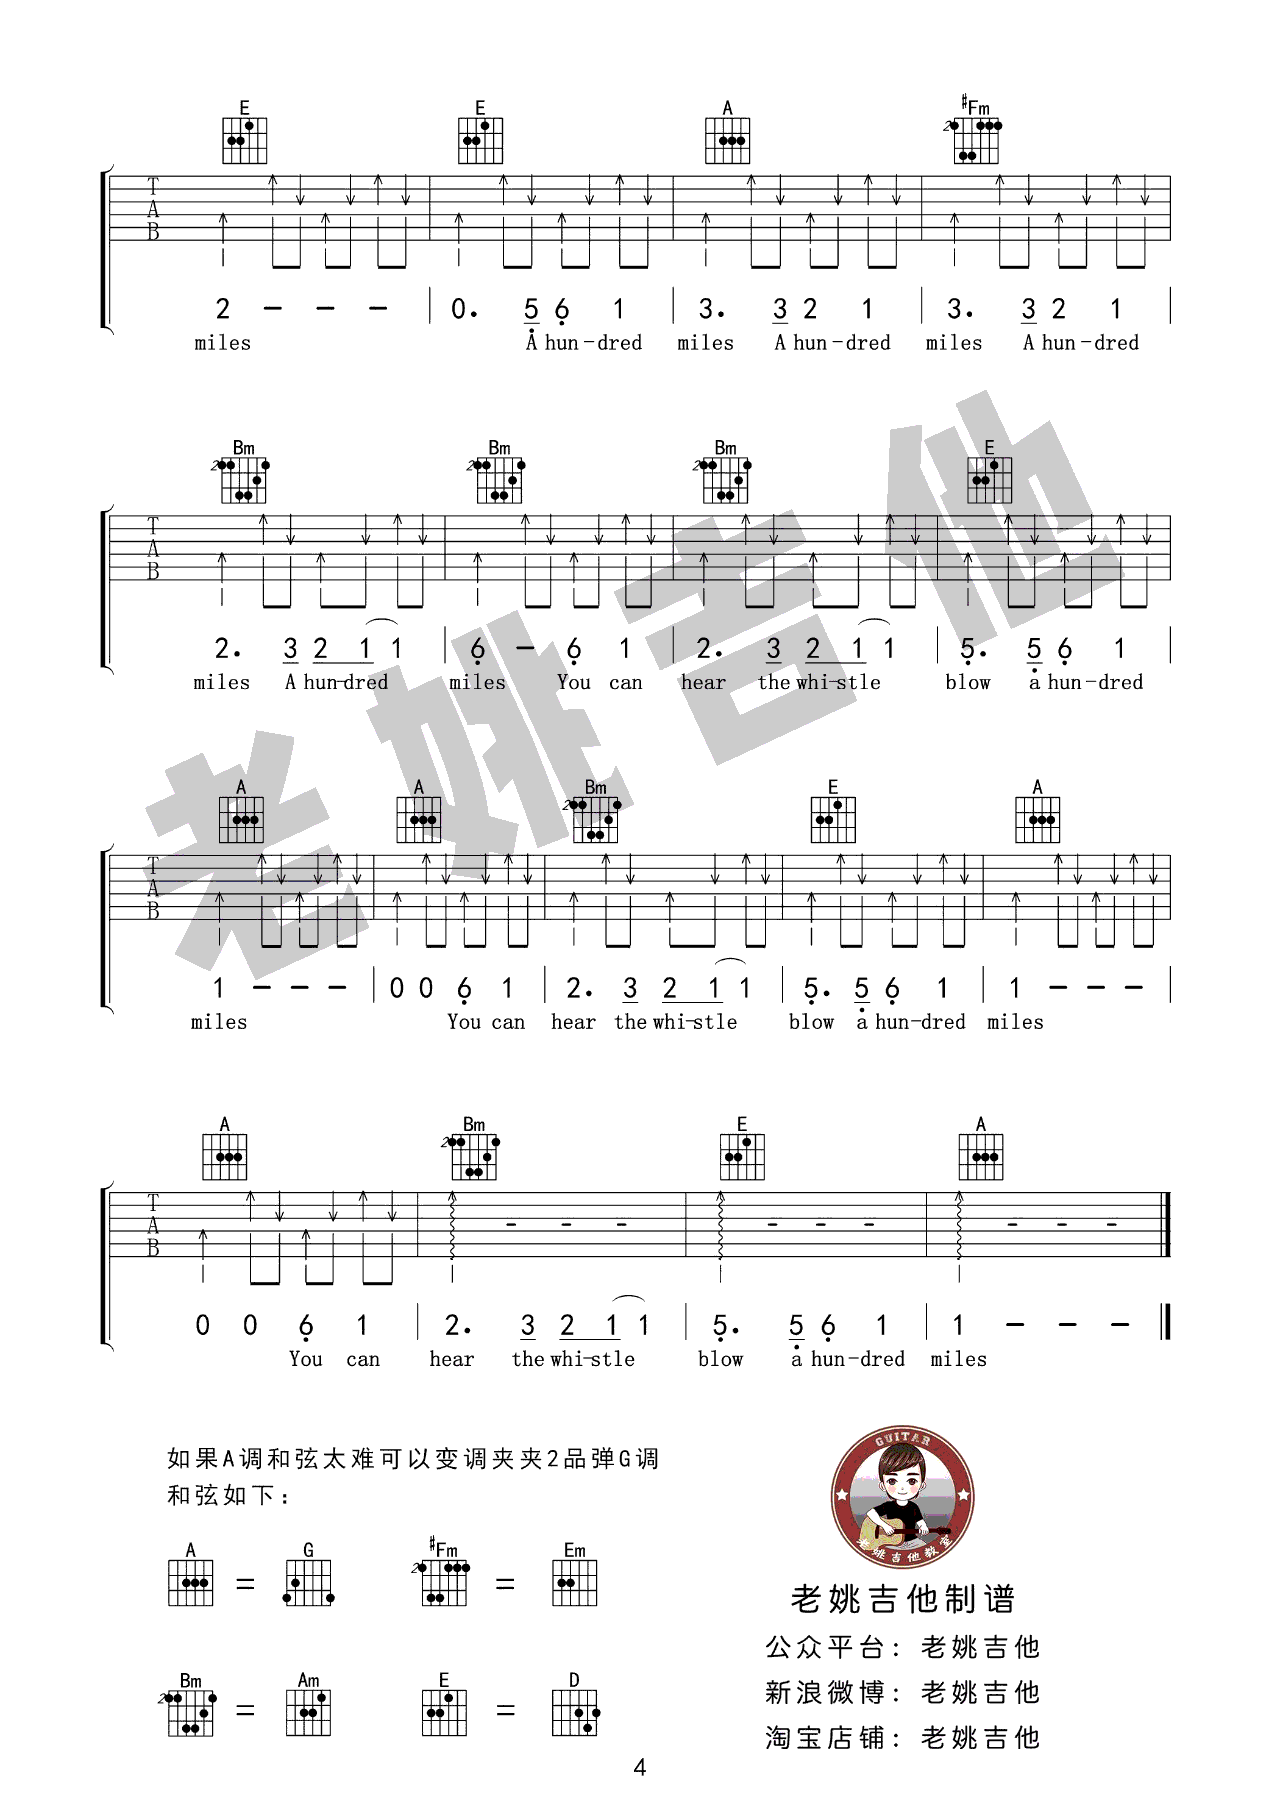 E E A #Fm
T
A
B
2 - - - | 0. 5 6 1 | 3. 3 2 1 | 3. 3 2 1 |
miles A hun-dred miles A hun-dred miles A hun-dred
Bm Bm Bm E
2 2 2
T
A
B
2. 3 2 1 1 | 6 - 6 1 | 2. 3 2 1 1 | 5. 5 6 1 |
miles A hun-dred miles You can hear the whi-stle blow a hun-dred
A A Bm E A
2
T
A
B
1 - - - | 0 0 6 1 | 2. 3 2 1 1 | 5. 5 6 1 | 1 - - - |
miles You can hear the whi-stle blow a hun-dred miles
A Bm E A
2
T
A
B
0 0 6 1 | 2. 3 2 1 1 | 5. 5 6 1 | 1 - - - |
You can hear the whi-stle blow a hun-dred miles
老姚吉他
如果A调和弦太难可以变调夹夹2品弹G调
和弦如下：
A = G #Fm = Em
2
Bm = Am E = D
2
GUITAR
老姚吉他教室
老姚吉他制谱
公众平台：老姚吉他
新浪微博：老姚吉他
淘宝店铺：老姚吉他
4